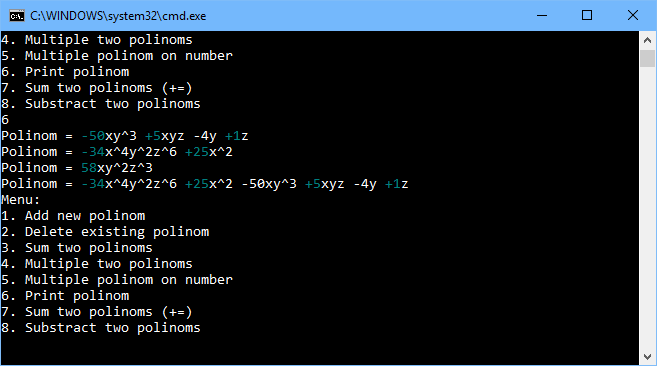 C:\WINDOWS\system32\cmd.exe
4. Multiple two polinoms
5. Multiple polinom on number
6. Print polinom
7. Sum two polinoms (+=)
8. Substract two polinoms
6
Polinom = -50xy^3 +5xyz -4y +1z
Polinom = -34x^4y^2z^6 +25x^2
Polinom = 58xy^2z^3
Polinom = -34x^4y^2z^6 +25x^2 -50xy^3 +5xyz -4y +1z
Menu:
1. Add new polinom
2. Delete existing polinom
3. Sum two polinoms
4. Multiple two polinoms
5. Multiple polinom on number
6. Print polinom
7. Sum two polinoms (+=)
8. Substract two polinoms